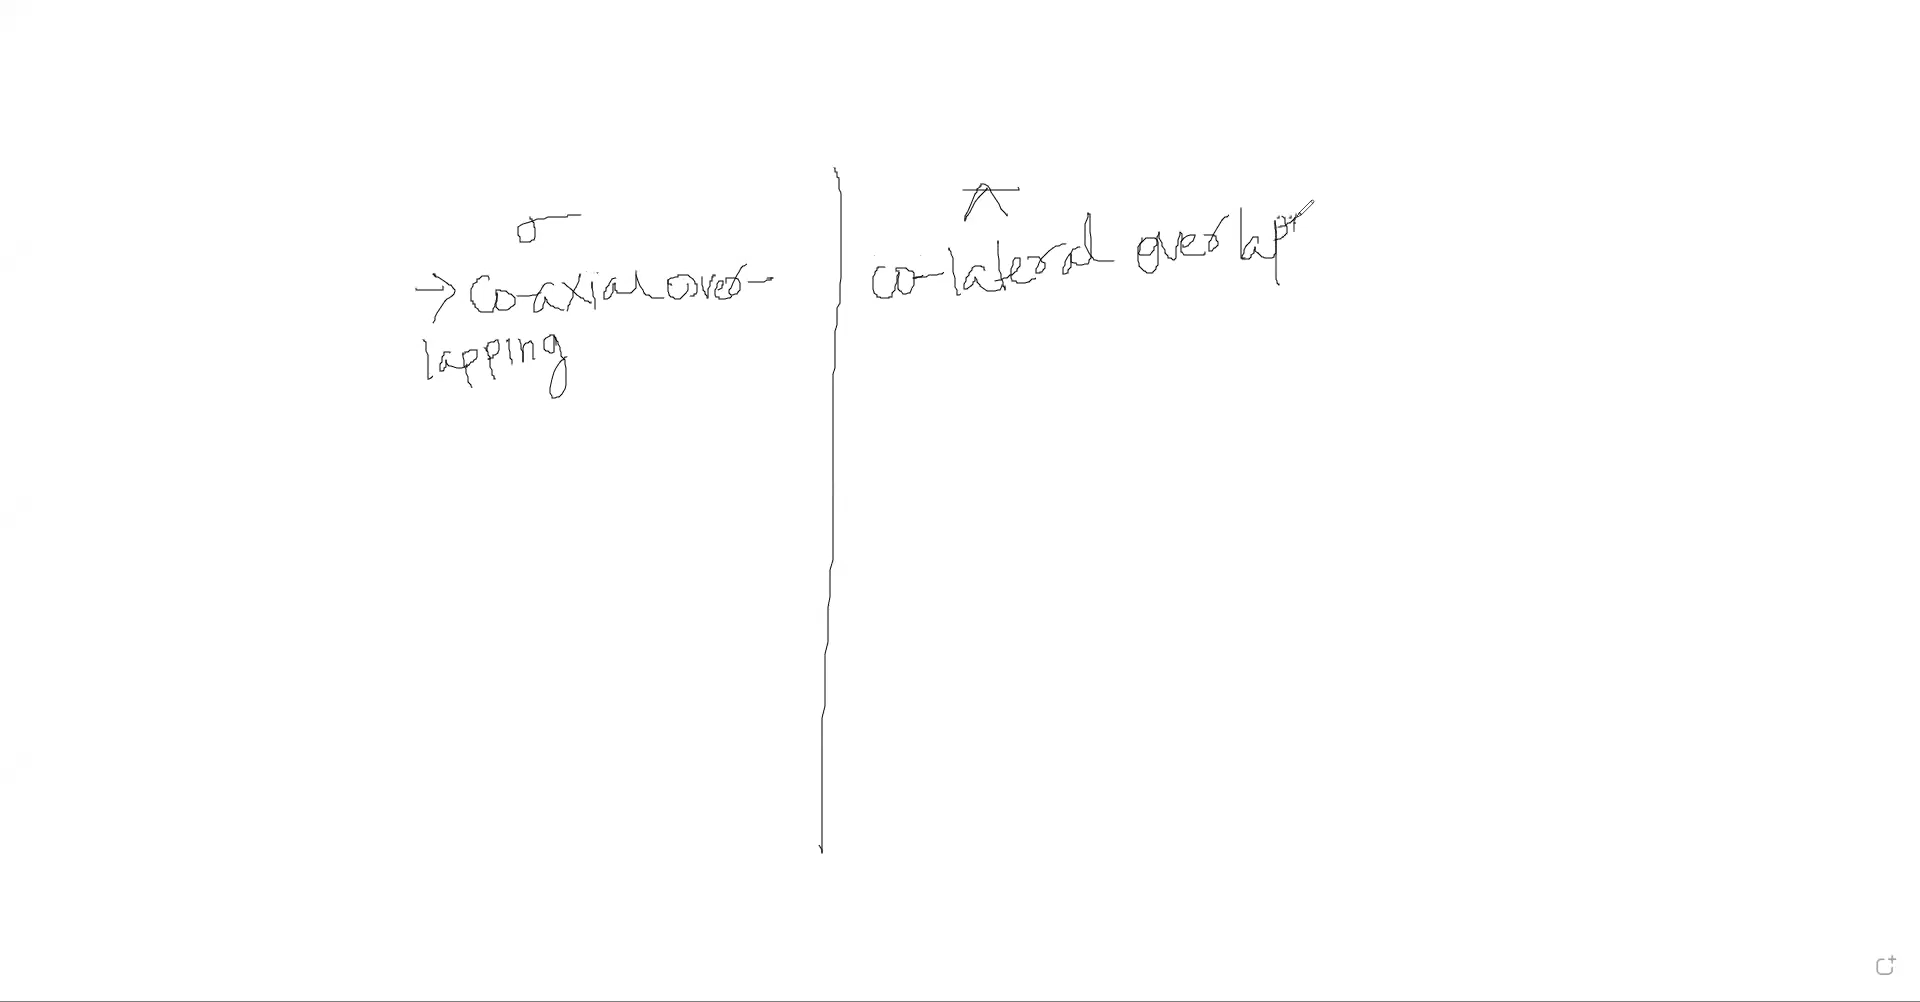 σ
→ Co-axial over-
lapping
π
co-lateral overlap